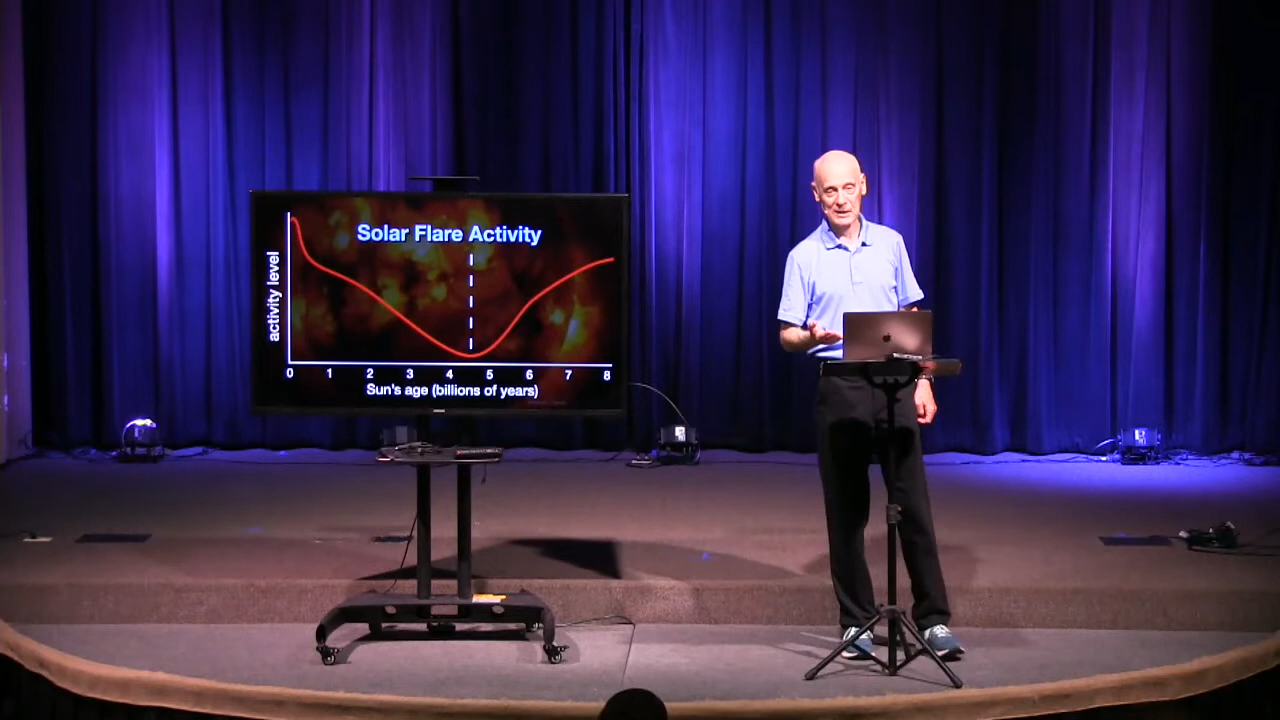 Solar Flare Activity
activity level
0 1 2 3 4 5 6 7 8
Sun's age (billions of years)